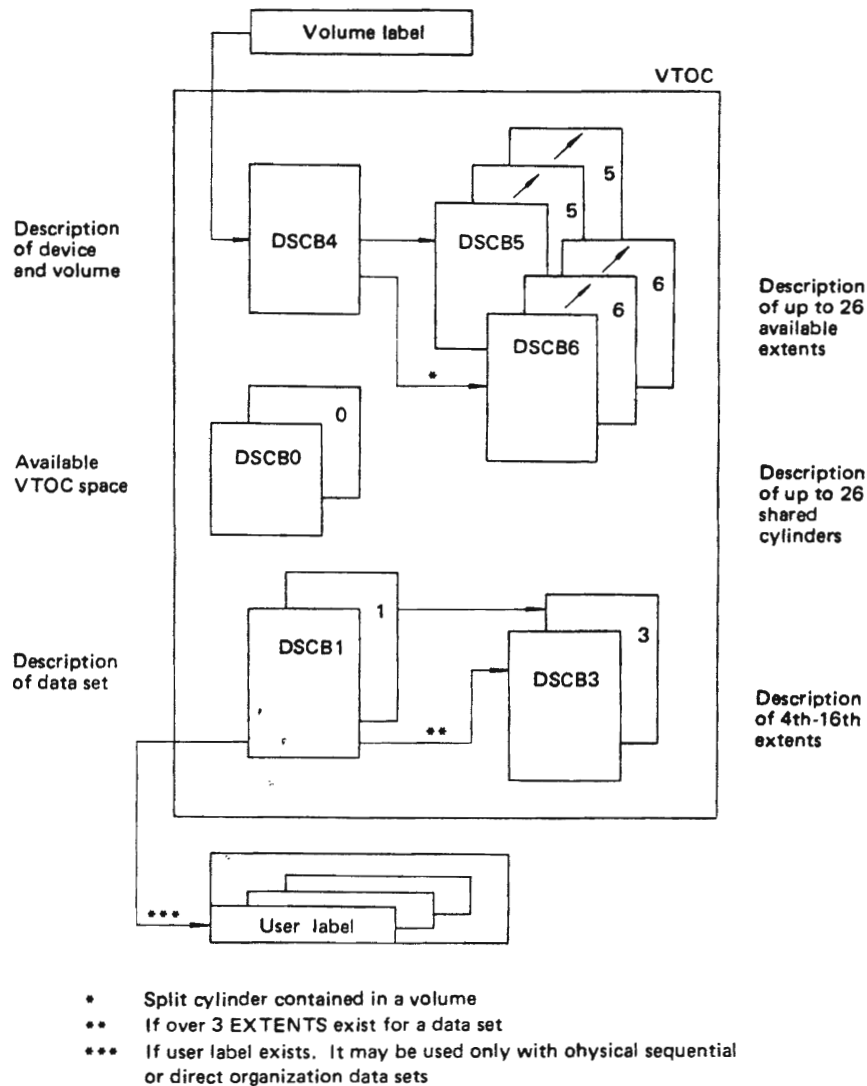 Volume label
VTOC
Description
of device
and volume
DSCB4
DSCB5
5
5
DSCB6
6
6
*
Description
of up to 26
available
extents
Available
VTOC space
DSCB0
0
Description
of up to 26
shared
cylinders
Description
of data set
DSCB1
1
**
DSCB3
3
Description
of 4th-16th
extents
***
User label
* Split cylinder contained in a volume
** If over 3 EXTENTS exist for a data set
*** If user label exists. It may be used only with ohysical sequential
or direct organization data sets